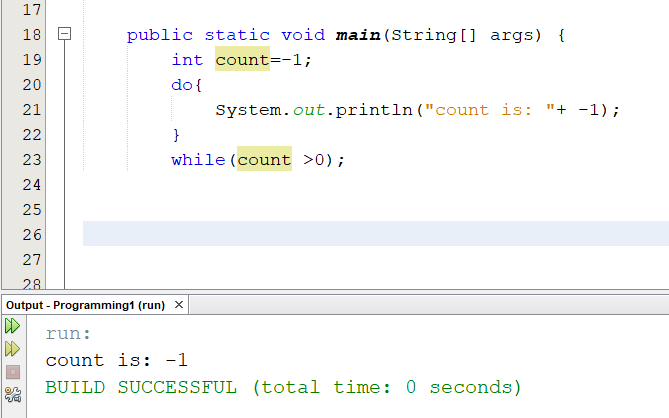 17
18 public static void main(String[] args) {
19 int count=-1;
20 do{
21 System.out.println("count is: "+ -1);
22 }
23 while(count >0);
24
25
26
27
28
Output - Programming1 (run) ×
run:
count is: -1
BUILD SUCCESSFUL (total time: 0 seconds)